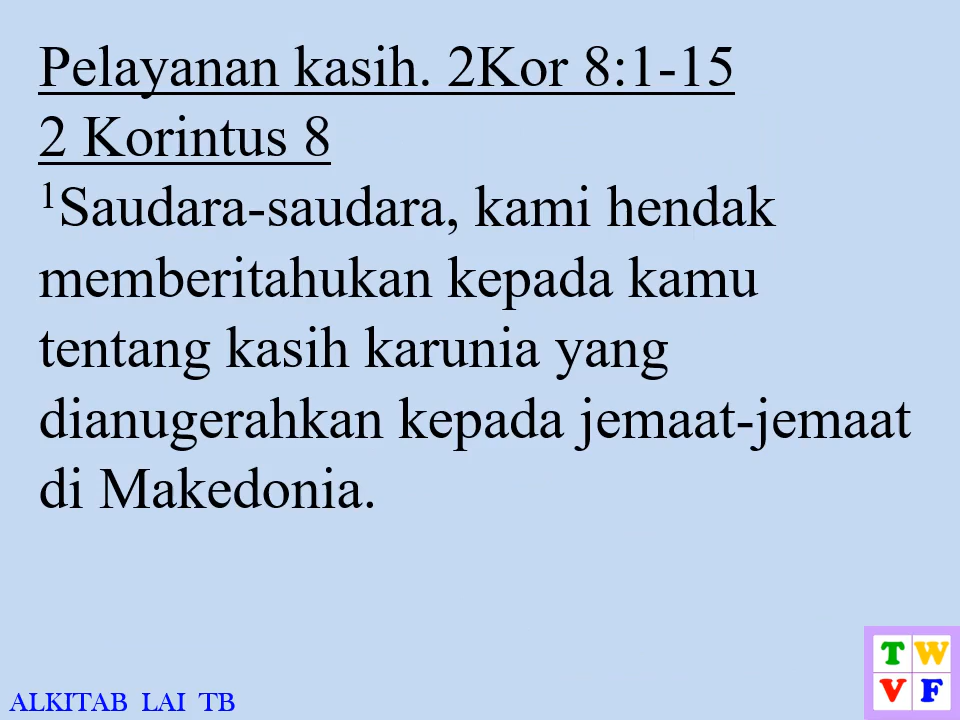 Pelayanan kasih. 2Kor 8:1-15
2 Korintus 8
¹Saudara-saudara, kami hendak
memberitahukan kepada kamu
tentang kasih karunia yang
dianugerahkan kepada jemaat-jemaat
di Makedonia.
ALKITAB LAI TB
T W
V F